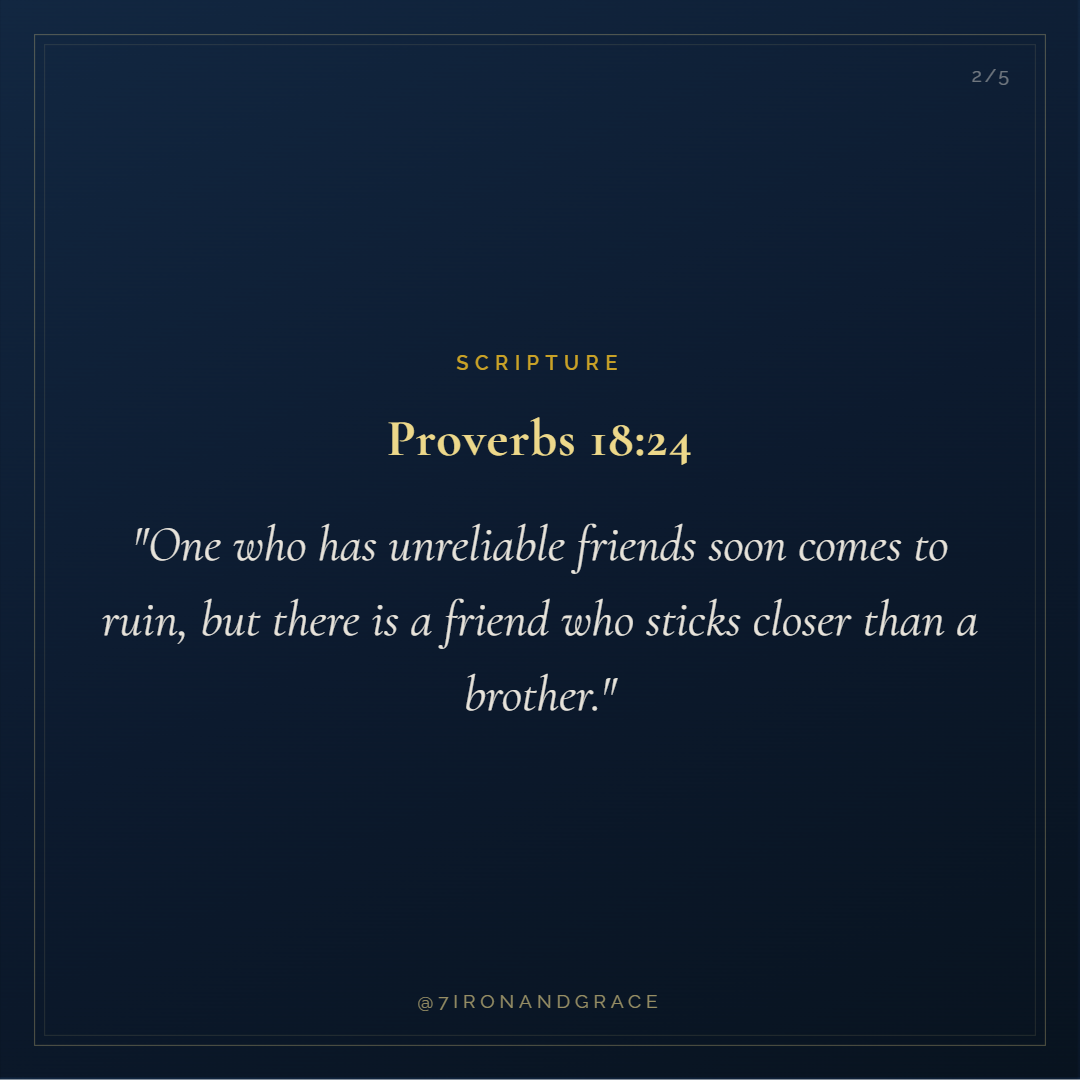 2/5
SCRIPTURE
Proverbs 18:24
"One who has unreliable friends soon comes to
ruin, but there is a friend who sticks closer than a
brother."
@7IRONANDGRACE